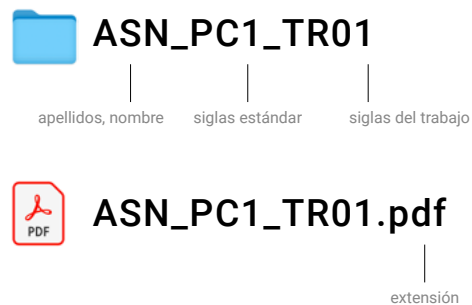 ASN_PC1_TR01
apellidos, nombre siglas estándar siglas del trabajo
PDF
ASN_PC1_TR01.pdf
extensión